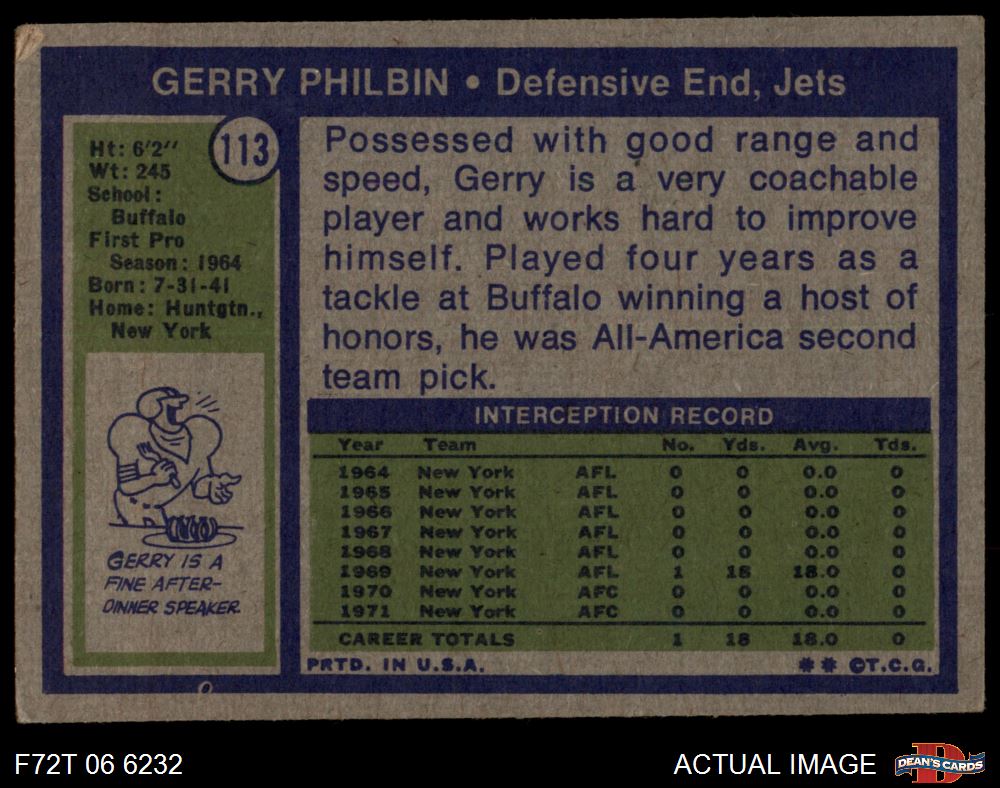 GERRY PHILBIN • Defensive End, Jets
113
Ht: 6'2''
Wt: 245
School:
Buffalo
First Pro
Season: 1964
Born: 7-31-41
Home: Huntgtn.,
New York
GERRY IS A
FINE AFTER-
DINNER SPEAKER.
Possessed with good range and
speed, Gerry is a very coachable
player and works hard to improve
himself. Played four years as a
tackle at Buffalo winning a host of
honors, he was All-America second
team pick.
INTERCEPTION RECORD
Year Team No. Yds. Avg. Tds.
1964 New York AFL 0 0 0.0 0
1965 New York AFL 0 0 0.0 0
1966 New York AFL 0 0 0.0 0
1967 New York AFL 0 0 0.0 0
1968 New York AFL 0 0 0.0 0
1969 New York AFL 1 18 18.0 0
1970 New York AFC 0 0 0.0 0
1971 New York AFC 0 0 0.0 0
CAREER TOTALS 1 18 18.0 0
PRTD. IN U.S.A. ** ©T.C.G.
F72T 06 6232
ACTUAL IMAGE
D
DEAN'S CARDS